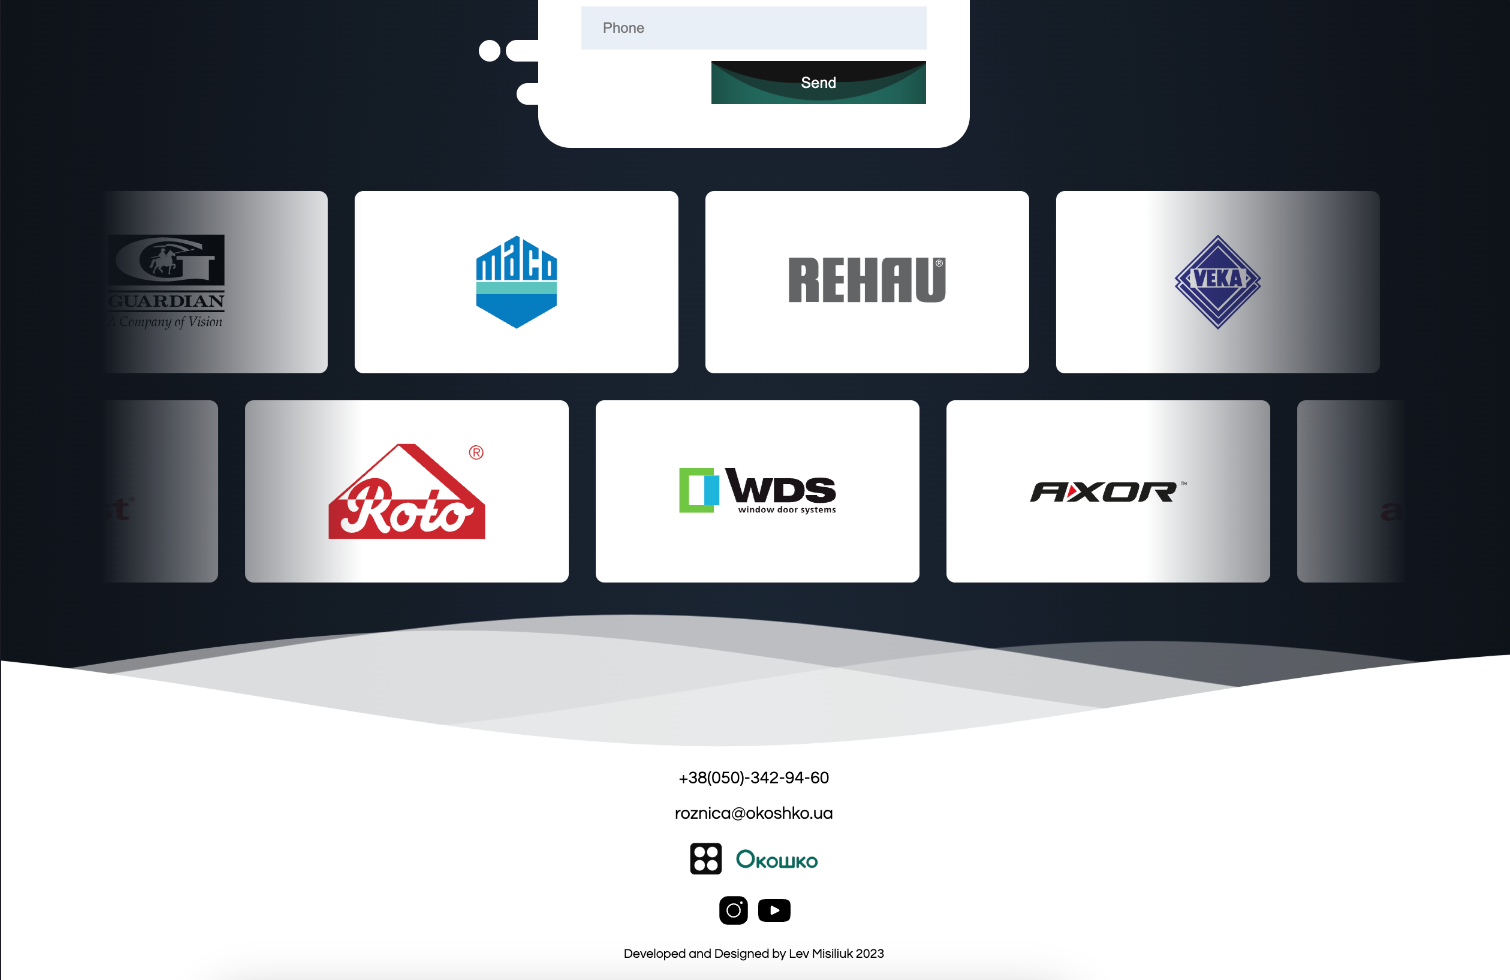 Phone
Send
GUARDIAN
A Company of Vision
maco
REHAU®
VEKA
Roto®
WDS
window door systems
AXOR™
+38(050)-342-94-60
roznica@okoshko.ua
Окошко
Developed and Designed by Lev Misiliuk 2023